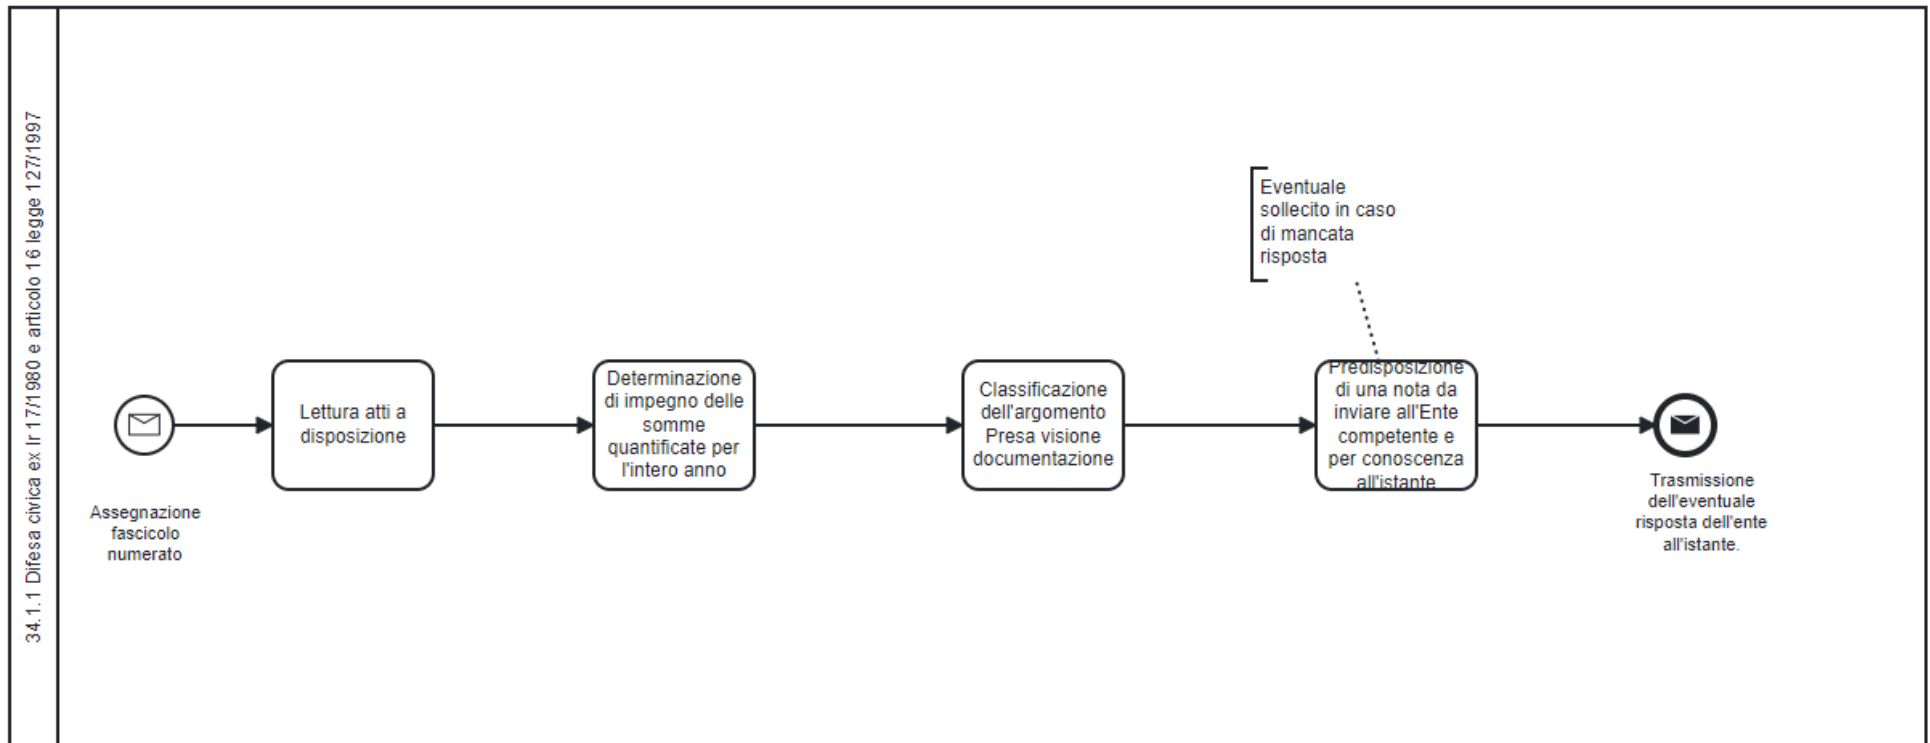 34.1.1 Difesa civica ex lr 17/1980 e articolo 16 legge 127/1997
Assegnazione
fascicolo
numerato
Lettura atti a
disposizione
Determinazione
di impegno delle
somme
quantificate per
l'intero anno
Classificazione
dell'argomento
Presa visione
documentazione
Eventuale
sollecito in caso
di mancata
risposta
Predisposizione
di una nota da
inviare all'Ente
competente e
per conoscenza
all'istante
Trasmissione
dell'eventuale
risposta dell'ente
all'istante.